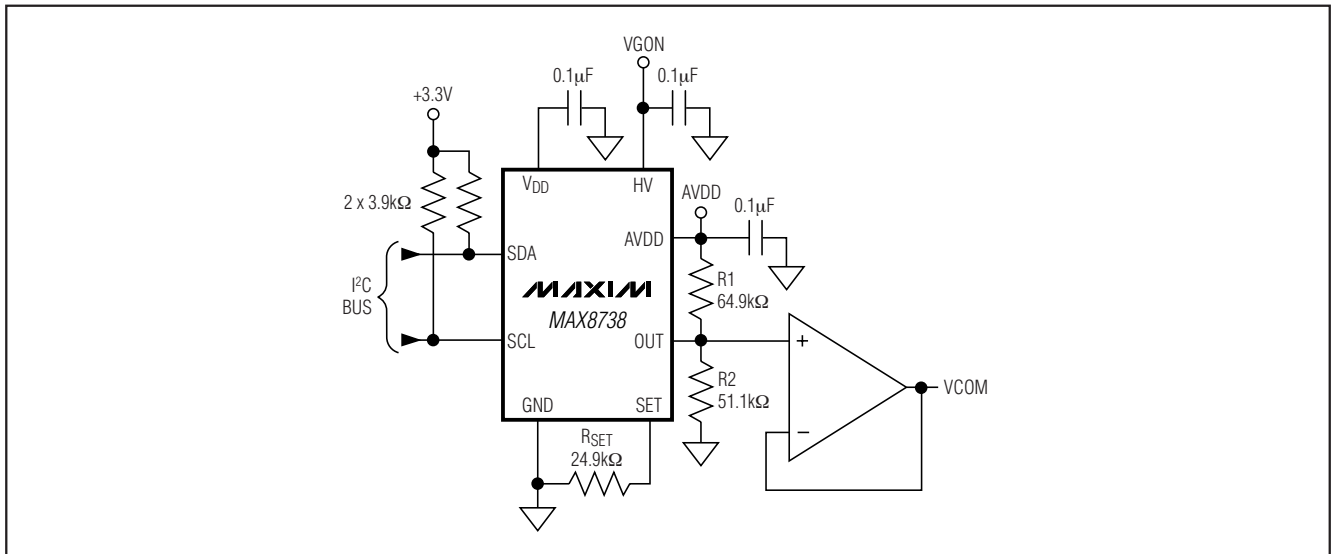 VGON
0.1µF
0.1µF
+3.3V
VDD
HV
AVDD
0.1µF
2 x 3.9kΩ
AVDD
SDA
R1
64.9kΩ
I²C
BUS
MAXIM
MAX8738
SCL
OUT
+
R2
51.1kΩ
VCOM
GND
SET
−
RSET
24.9kΩ